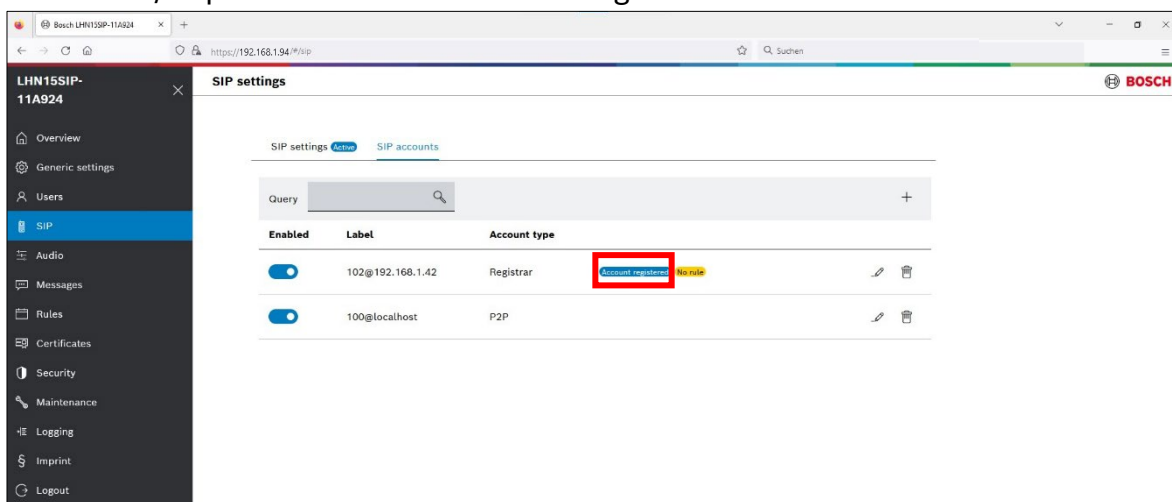 Bosch LHN15SIP-11A924
https://192.168.1.94/#/sip
Suchen
LHN15SIP-
11A924
SIP settings
BOSCH
Overview
Generic settings
Users
SIP
Audio
Messages
Rules
Certificates
Security
Maintenance
Logging
Imprint
Logout
SIP settings Active SIP accounts
Query
Enabled Label Account type
102@192.168.1.42 Registrar Account registered No rule
100@localhost P2P